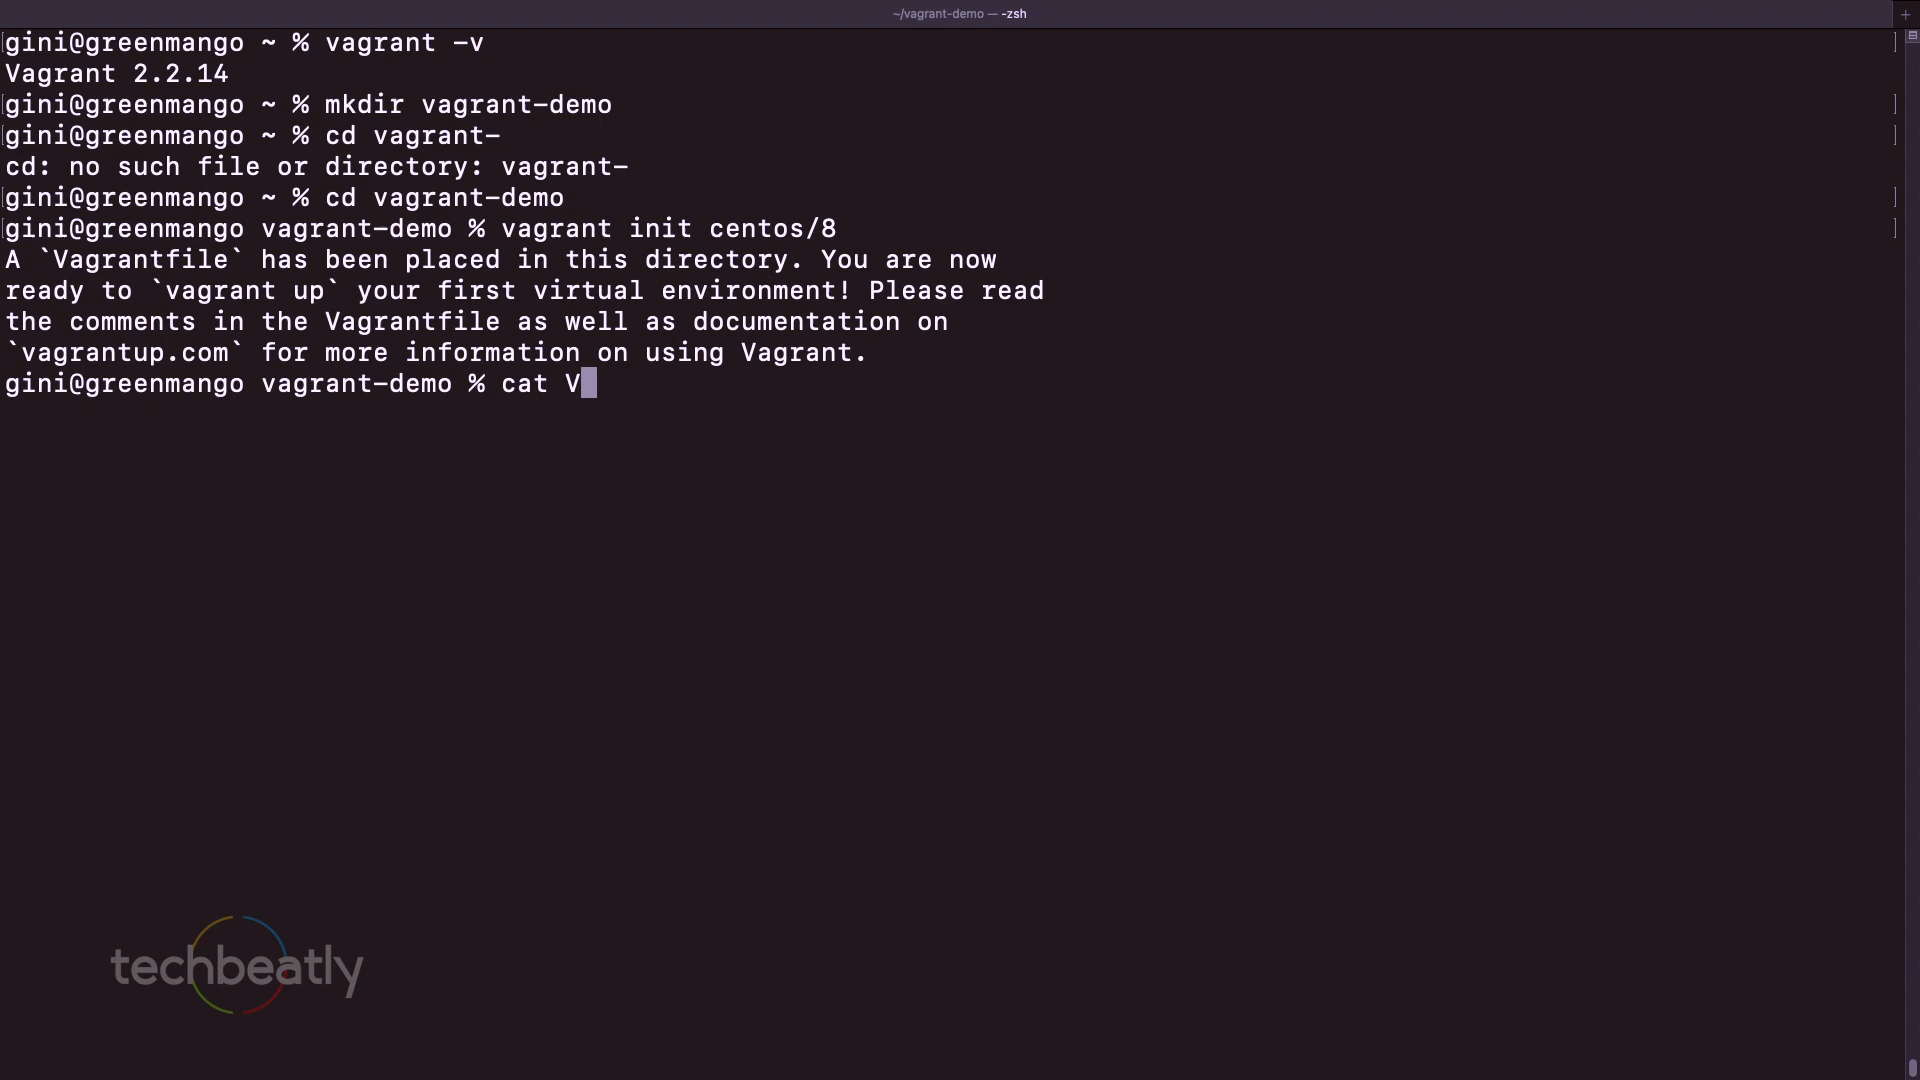 ~/vagrant-demo — -zsh
gini@greenmango ~ % vagrant -v
Vagrant 2.2.14
gini@greenmango ~ % mkdir vagrant-demo
gini@greenmango ~ % cd vagrant-
cd: no such file or directory: vagrant-
gini@greenmango ~ % cd vagrant-demo
gini@greenmango vagrant-demo % vagrant init centos/8
A `Vagrantfile` has been placed in this directory. You are now
ready to `vagrant up` your first virtual environment! Please read
the comments in the Vagrantfile as well as documentation on
`vagrantup.com` for more information on using Vagrant.
gini@greenmango vagrant-demo % cat V
techbeatly